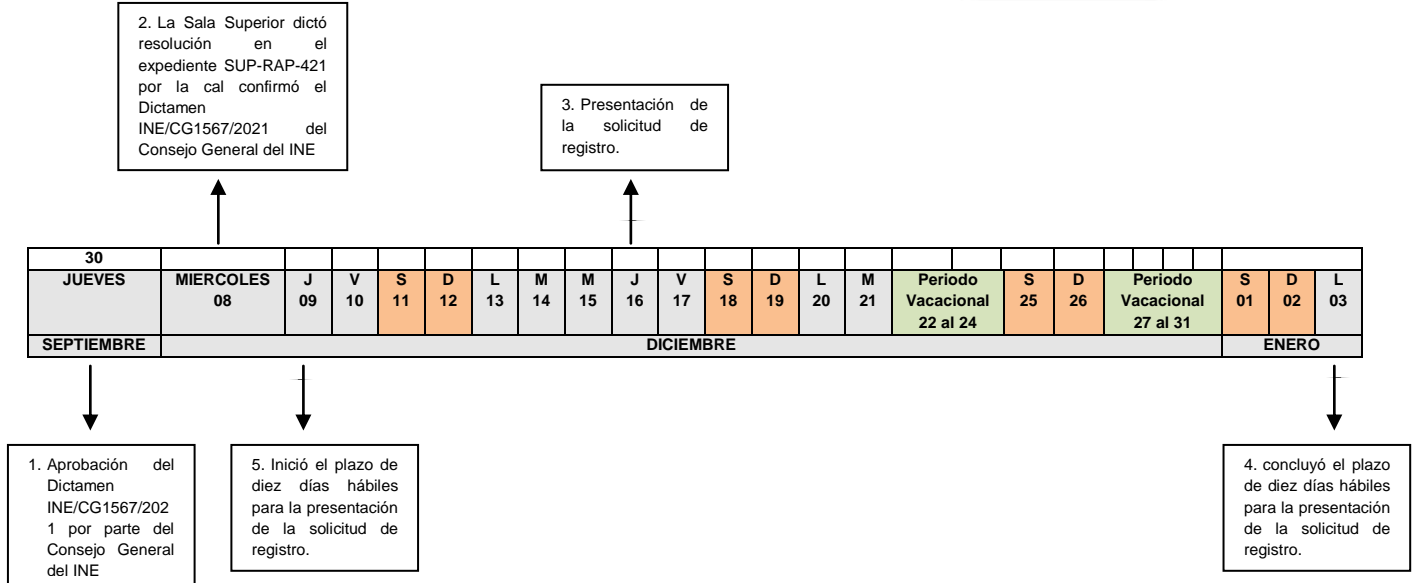 2. La Sala Superior dictó
resolución en el
expediente SUP-RAP-421
por la cal confirmó el
Dictamen
INE/CG1567/2021 del
Consejo General del INE
3. Presentación de
la solicitud de
registro.
30
JUEVES MIERCOLES J V S D L M M J V S D L M Periodo S D Periodo S D L
08 09 10 11 12 13 14 15 16 17 18 19 20 21 Vacacional 25 26 Vacacional 01 02 03
22 al 24 27 al 31
SEPTIEMBRE DICIEMBRE ENERO
1. Aprobación del
Dictamen
INE/CG1567/202
1 por parte del
Consejo General
del INE
5. Inició el plazo de
diez días hábiles
para la presentación
de la solicitud de
registro.
4. concluyó el plazo
de diez días hábiles
para la presentación
de la solicitud de
registro.